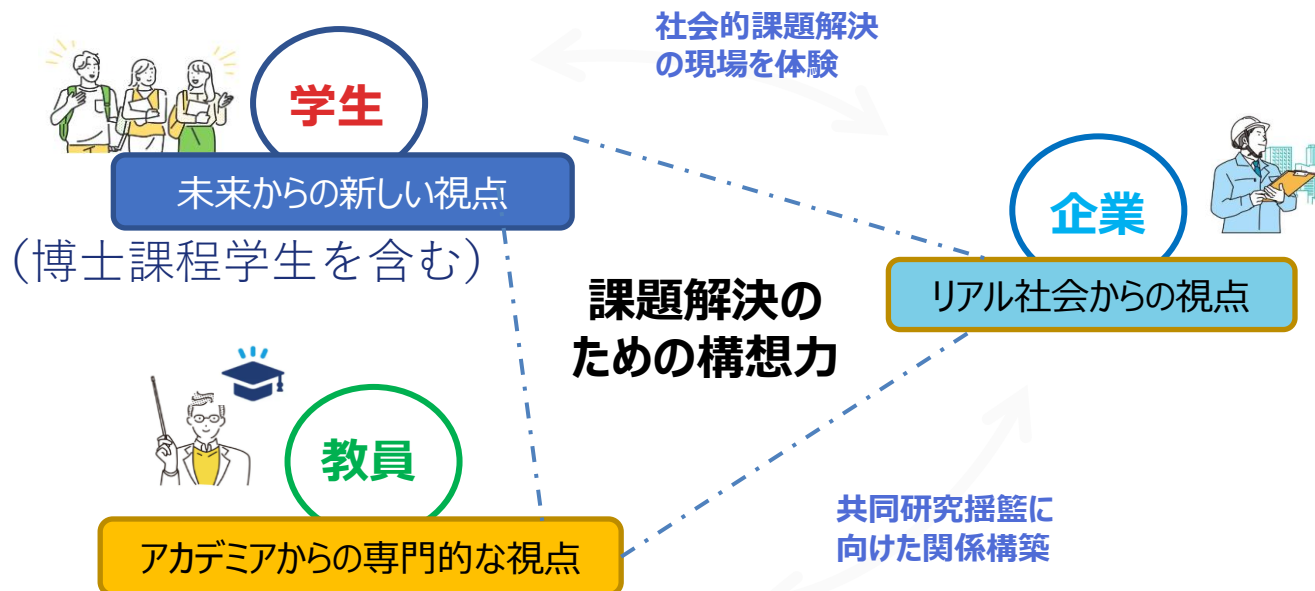 社会的課題解決
の現場を体験
学生
未来からの新しい視点
（博士課程学生を含む）
企業
リアル社会からの視点
課題解決の
ための構想力
教員
アカデミアからの専門的な視点
共同研究揺籃に
向けた関係構築